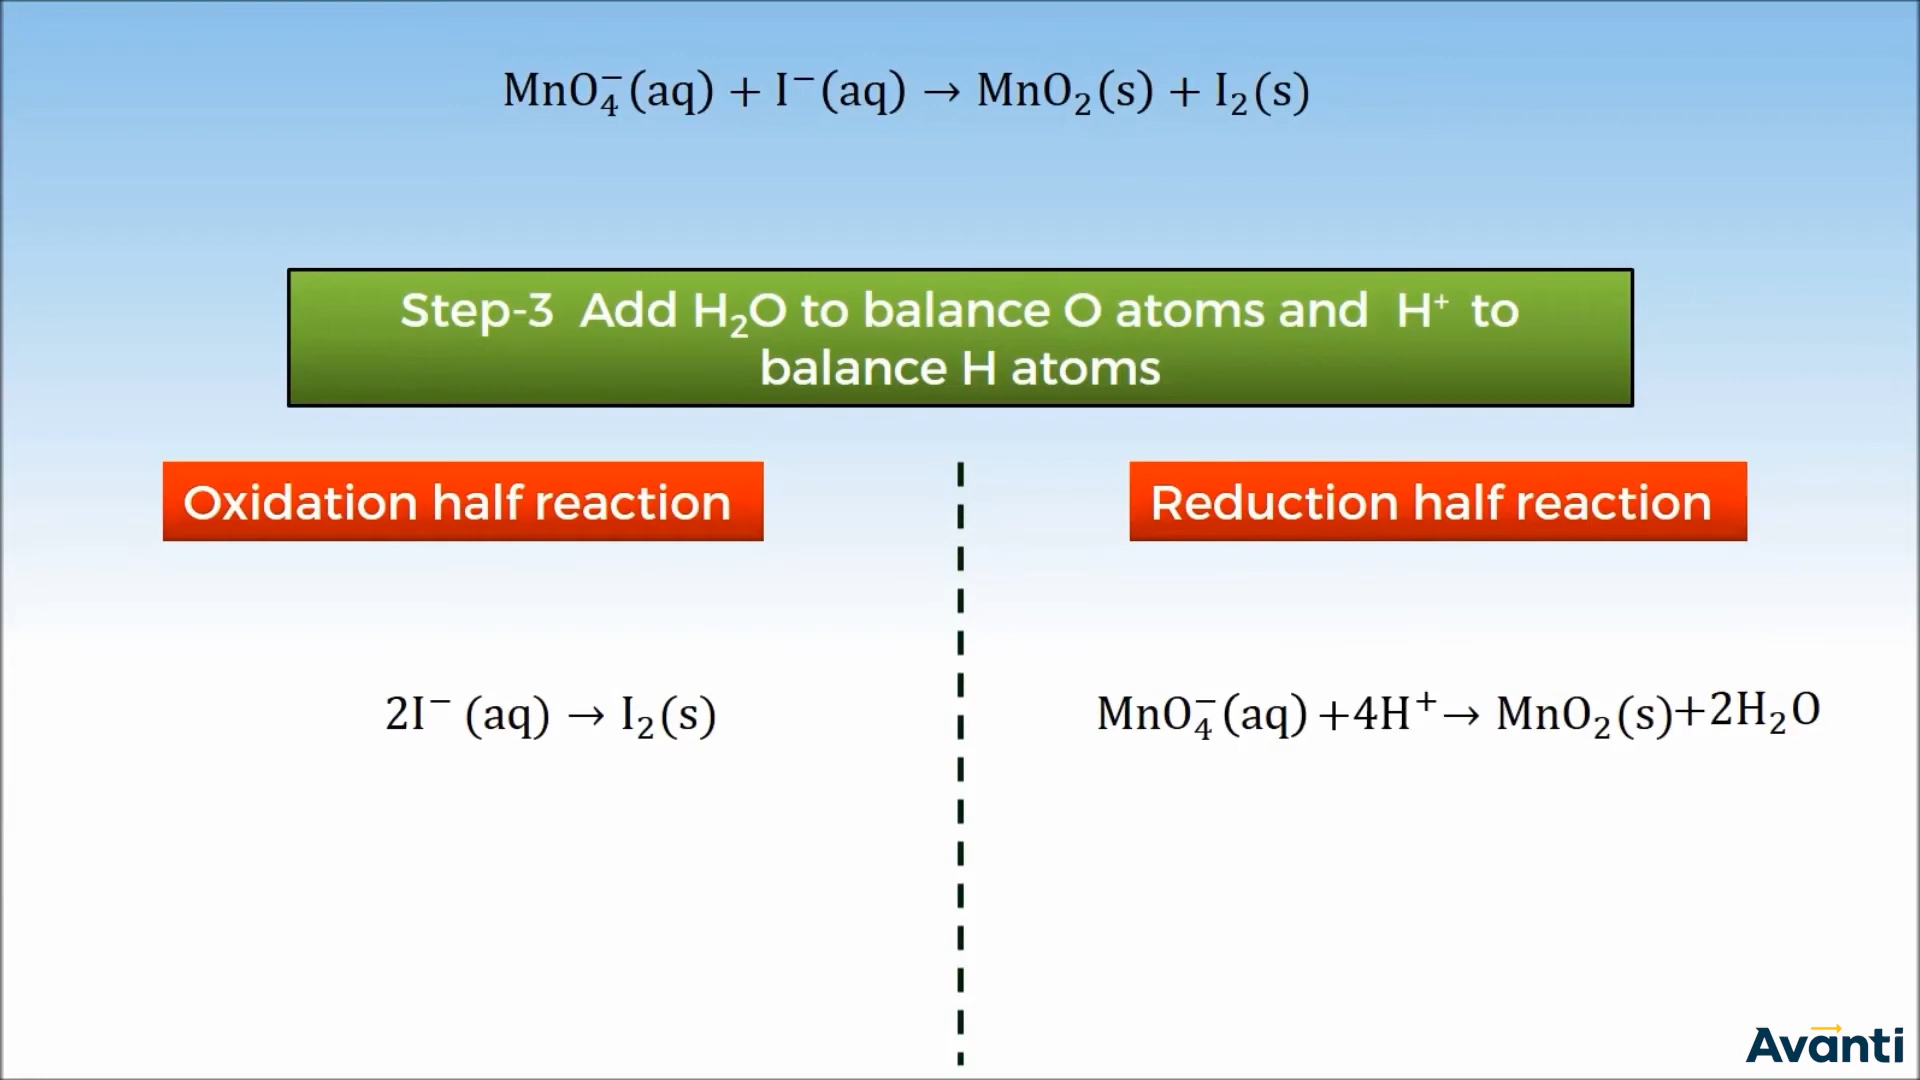 MnO₄⁻(aq) + I⁻(aq) → MnO₂(s) + I₂(s)
Step-3 Add H₂O to balance O atoms and H⁺ to
balance H atoms
Oxidation half reaction
Reduction half reaction
2I⁻ (aq) → I₂(s)
MnO₄⁻(aq) +4H⁺→ MnO₂(s)+2H₂O
Avanti